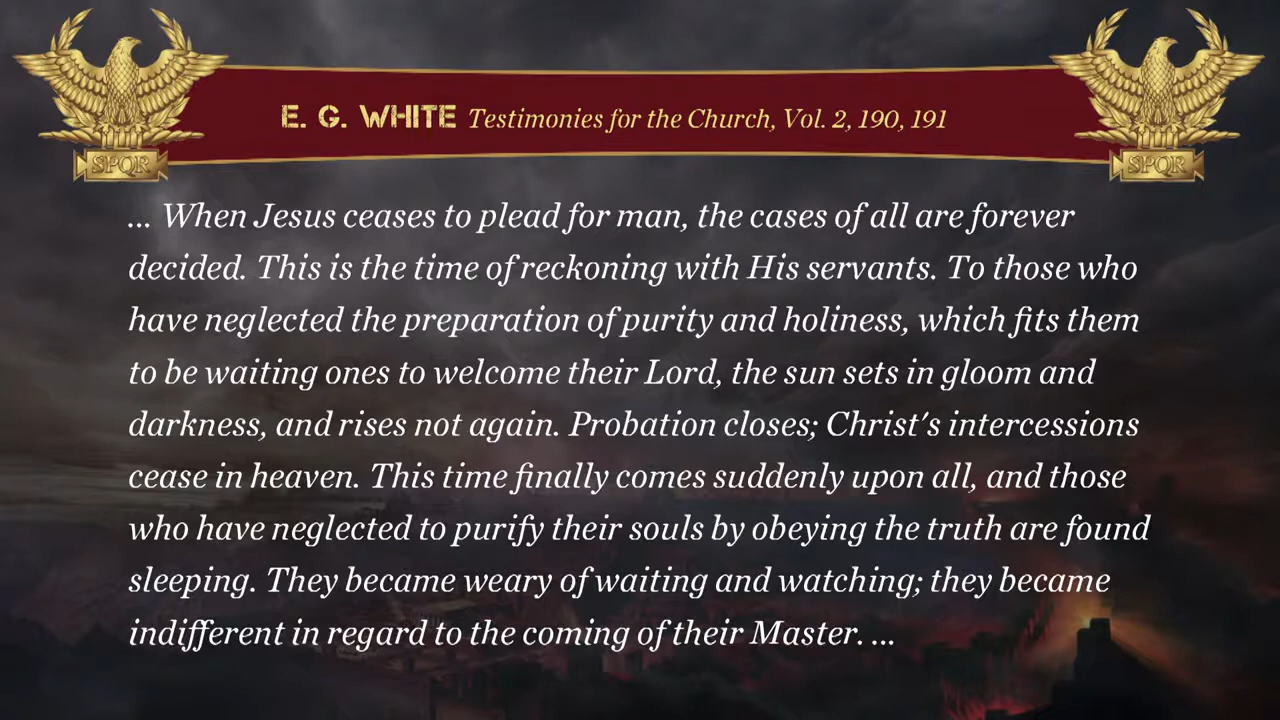 SPQR
E. G. WHITE Testimonies for the Church, Vol. 2, 190, 191
SPQR
... When Jesus ceases to plead for man, the cases of all are forever
decided. This is the time of reckoning with His servants. To those who
have neglected the preparation of purity and holiness, which fits them
to be waiting ones to welcome their Lord, the sun sets in gloom and
darkness, and rises not again. Probation closes; Christ's intercessions
cease in heaven. This time finally comes suddenly upon all, and those
who have neglected to purify their souls by obeying the truth are found
sleeping. They became weary of waiting and watching; they became
indifferent in regard to the coming of their Master. ...